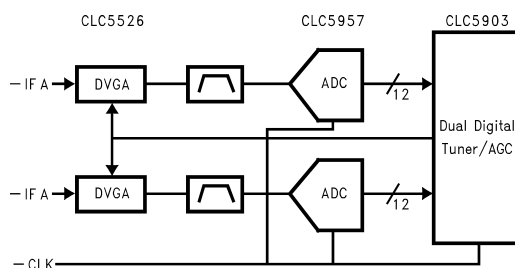 CLC5526 CLC5957 CLC5903
−IF A DVGA ADC 12
Dual Digital
Tuner/AGC
−IF A DVGA ADC 12
−CLK